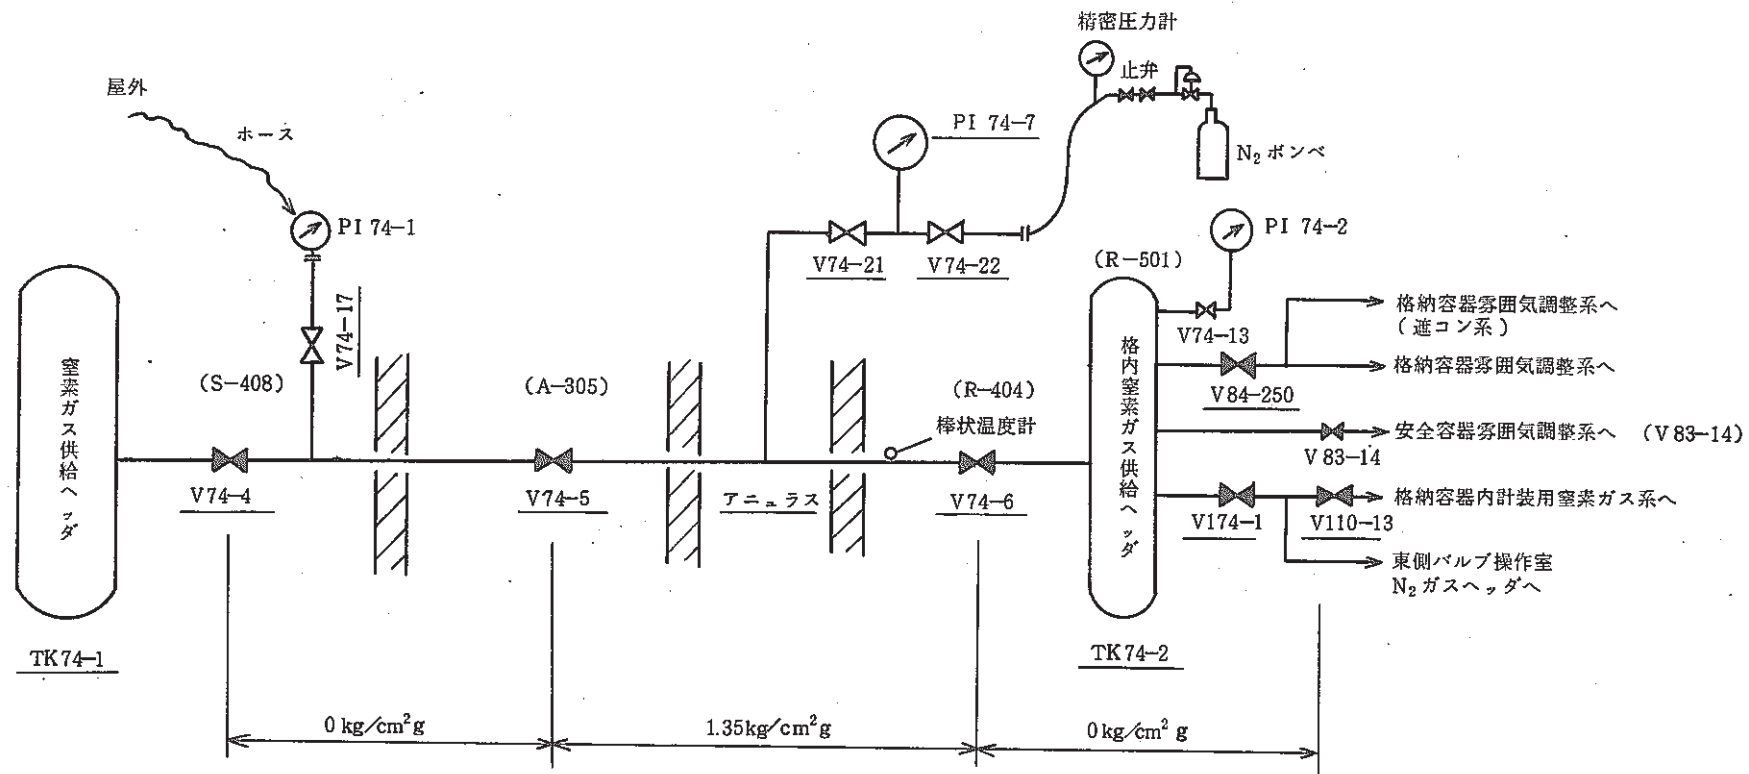 精密圧力計
止弁
屋外
ホース
PI 74-7
N₂ボンベ
PI 74-1
PI 74-2
V74-21
V74-22
(R-501)
V74-17
V74-13
格納容器雰囲気調整系へ
(遮コン系)
格納容器雰囲気調整系へ
V84-250
窒素ガス供給ヘッダ
格内窒素ガス供給ヘッダ
(S-408)
(A-305)
(R-404)
棒状温度計
安全容器雰囲気調整系へ (V83-14)
V83-14
V74-4
V74-5
アニュラス
V74-6
V174-1
V110-13
格納容器内計装用窒素ガス系へ
東側バルブ操作室
N₂ガスヘッダへ
TK74-1
TK74-2
0kg/cm²g
1.35kg/cm²g
0kg/cm² g